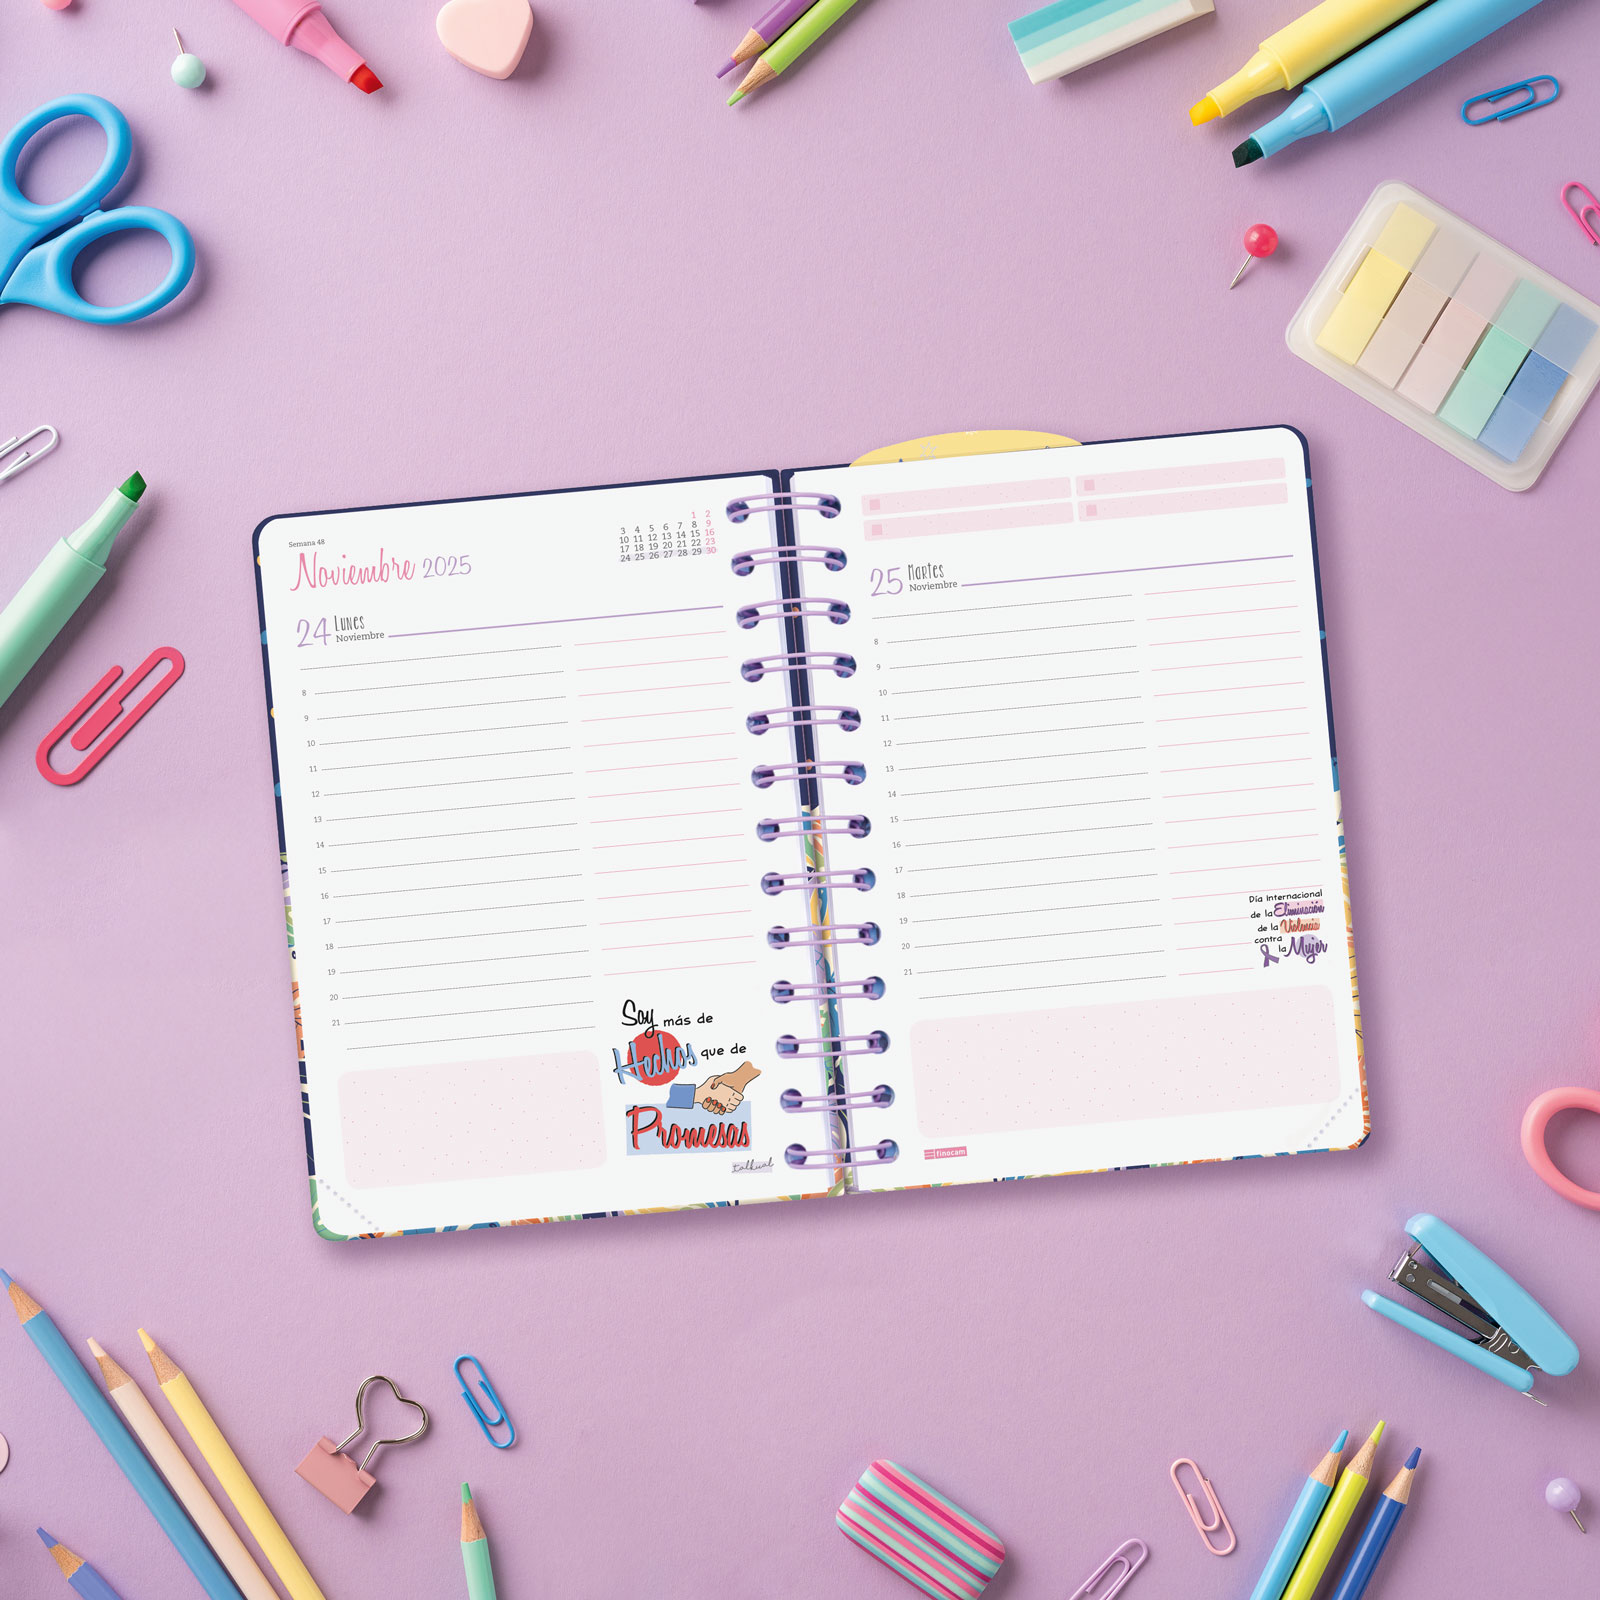 Semana 48
Noviembre 2025
1 2
3 4 5 6 7 8 9
10 11 12 13 14 15 16
17 18 19 20 21 22 23
24 25 26 27 28 29 30
24 Lunes
Noviembre
8
9
10
11
12
13
14
15
16
17
18
19
20
21
Soy más de
Hechos que de
Promesas
talkual
25 Martes
Noviembre
8
9
10
11
12
13
14
15
16
17
18
19
20
21
Día internacional
de la Eliminación
de la Violencia
contra
la Mujer
finocam